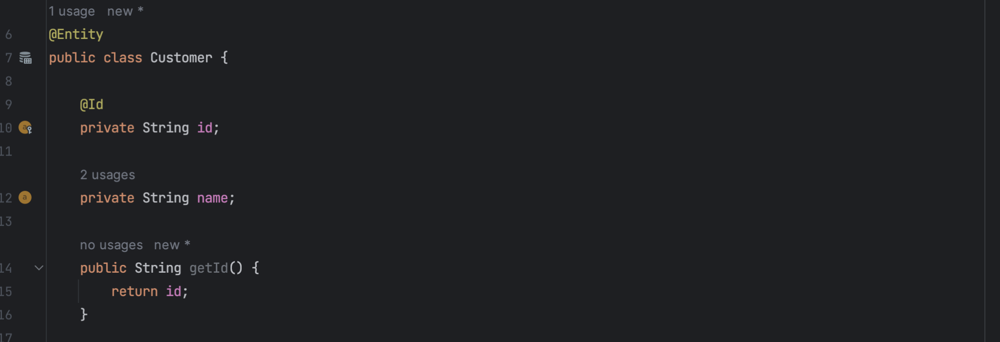 1 usage   new *
6 @Entity
7 public class Customer {
8
9     @Id
10 a     private String id;
11
2 usages
12 a     private String name;
13
no usages   new *
14     public String getId() {
15         return id;
16     }
17